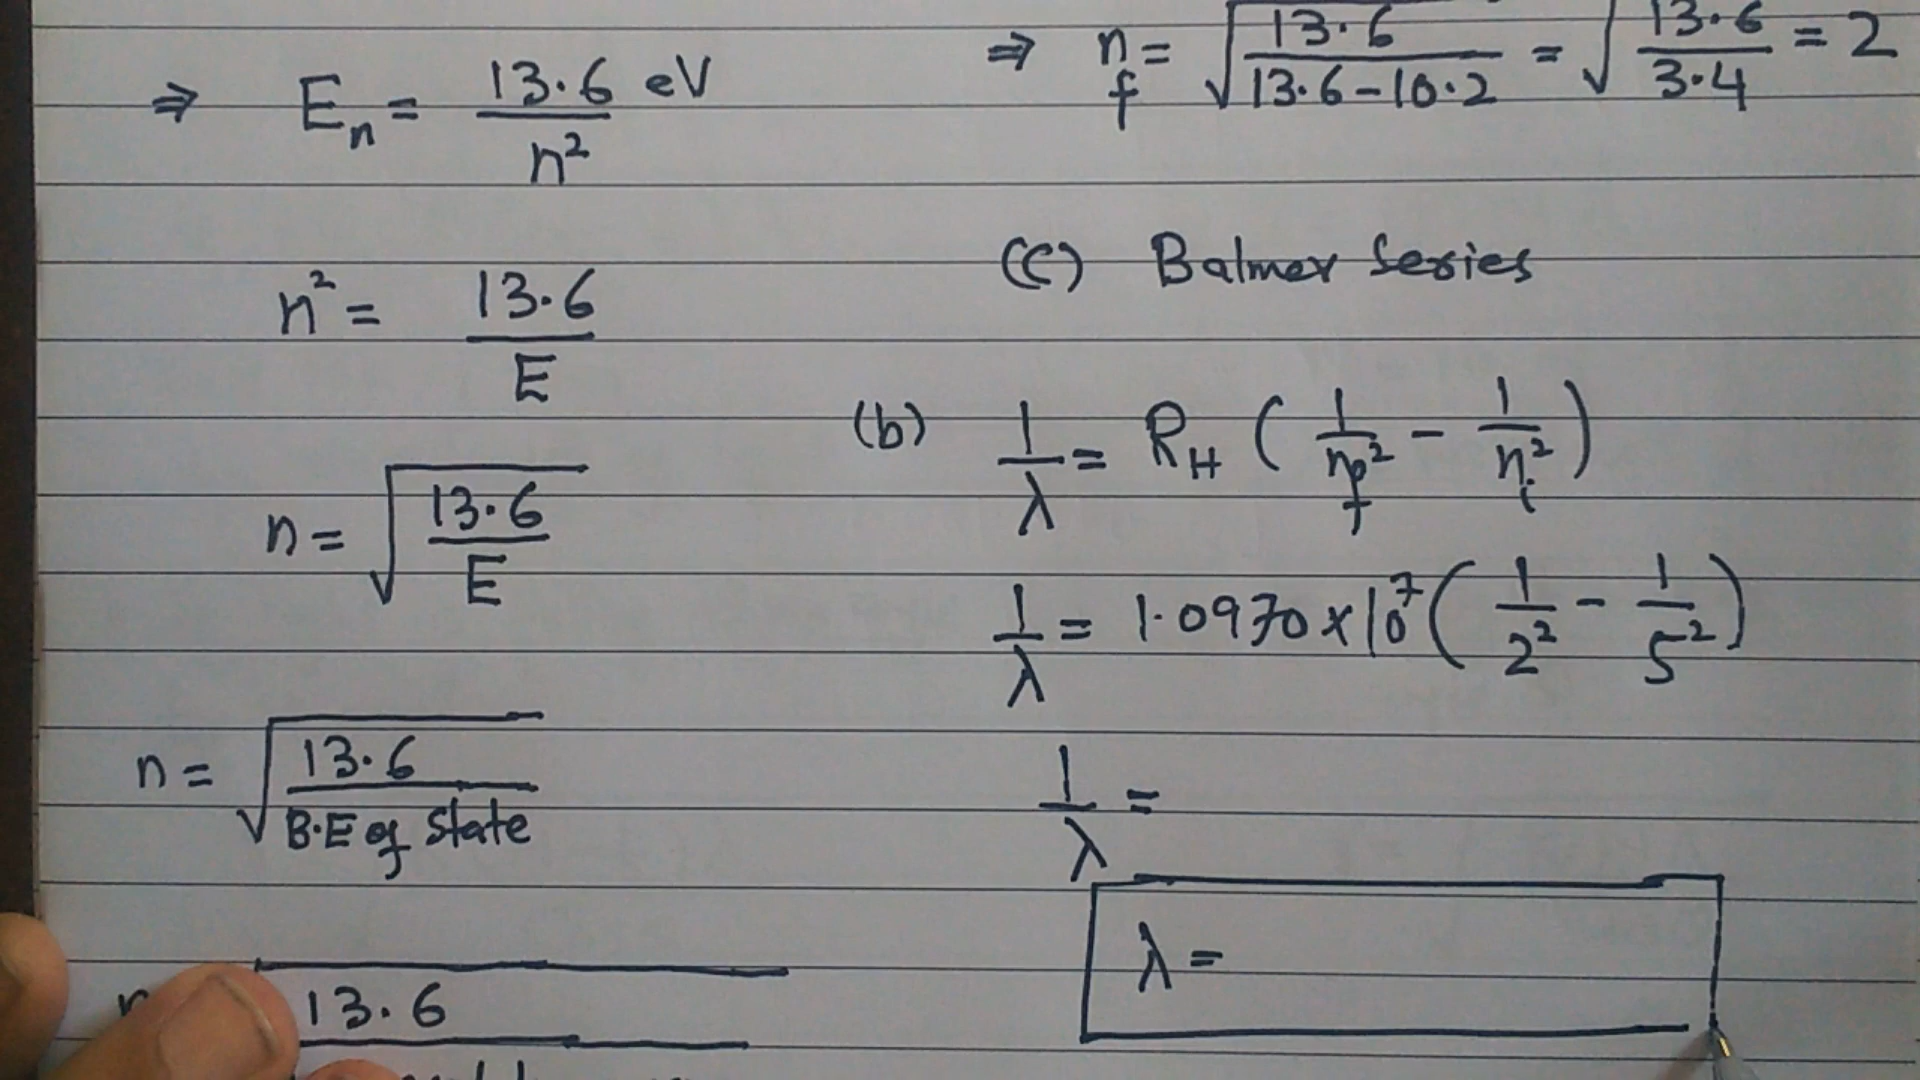 ⇒ Eₙ = 13.6 eV / n²
n² = 13.6 / E
n = √(13.6 / E)
n = √(13.6 / B.E of State)
13.6
⇒ n_f = √(13.6 / 13.6-10.2) = √(13.6 / 3.4) = 2
(C) Balmer Series
(b) 1/λ = R_H (1/n_f² - 1/n_i²)
1/λ = 1.0970 × 10⁷ (1/2² - 1/5²)
1/λ =
λ =